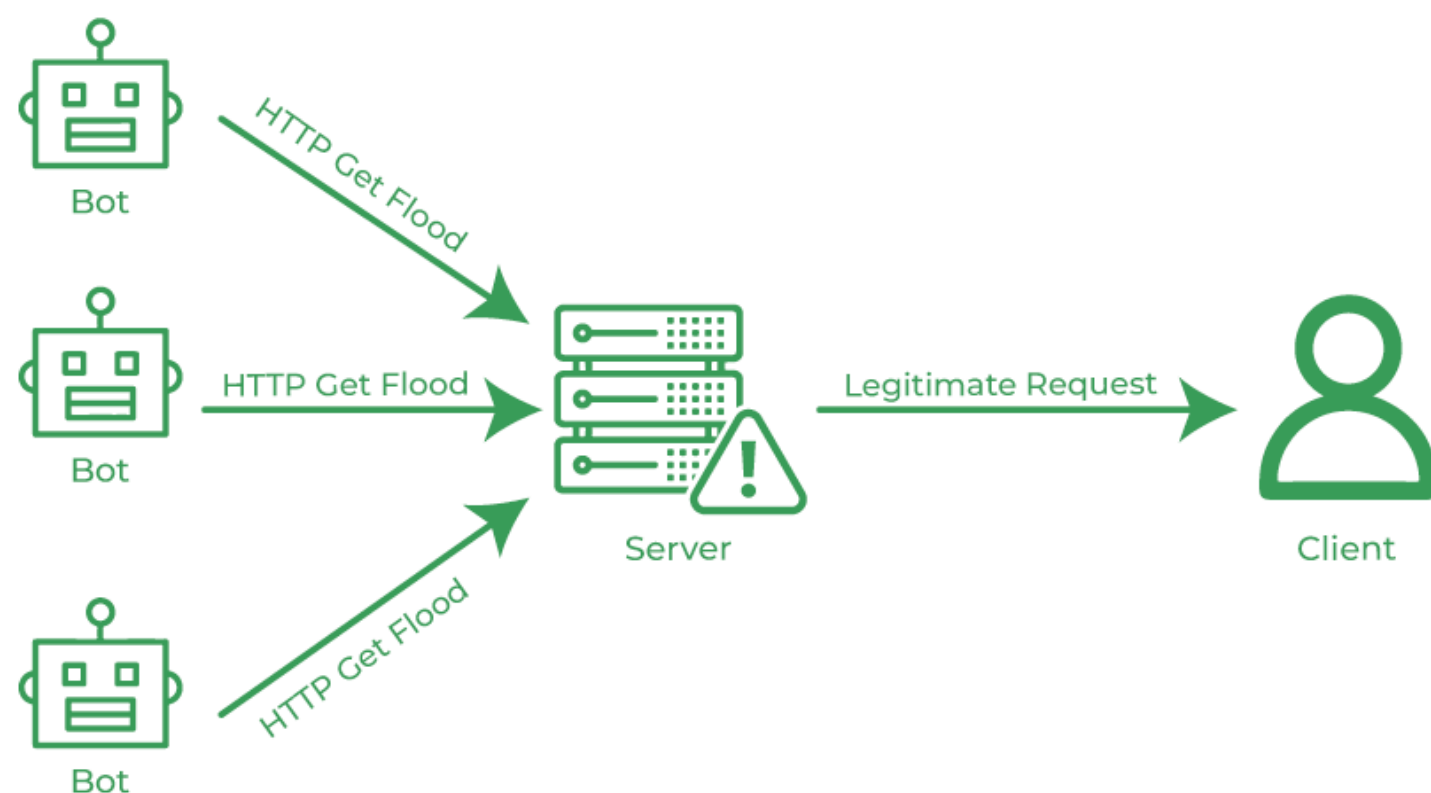 HTTP Get Flood
Bot
HTTP Get Flood
Legitimate Request
Bot
Server
Client
HTTP Get Flood
Bot